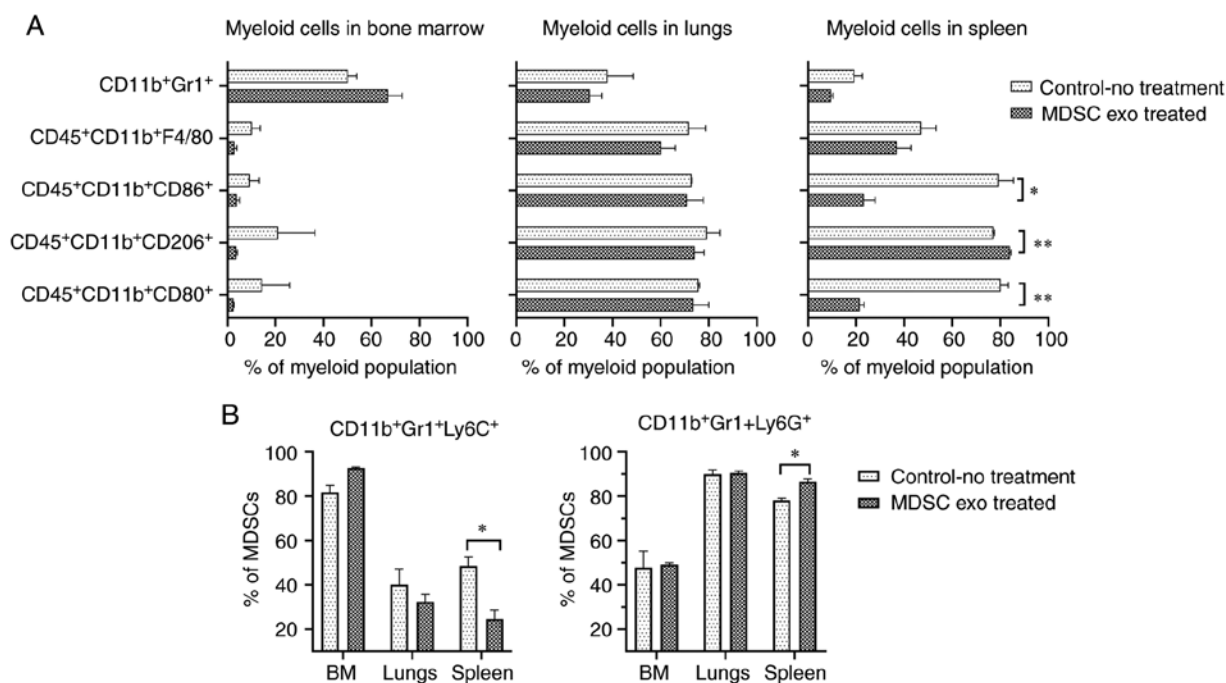 A
Myeloid cells in bone marrow
Myeloid cells in lungs
Myeloid cells in spleen
CD11b⁺Gr1⁺
CD45⁺CD11b⁺F4/80
CD45⁺CD11b⁺CD86⁺
CD45⁺CD11b⁺CD206⁺
CD45⁺CD11b⁺CD80⁺
Control-no treatment
MDSC exo treated
*
**
**
0 20 40 60 80 100
0 20 40 60 80 100
0 20 40 60 80 100
% of myeloid population
% of myeloid population
% of myeloid population
B
CD11b⁺Gr1⁺Ly6C⁺
% of MDSCs
100
80
60
40
20
*
BM Lungs Spleen
CD11b⁺Gr1+Ly6G⁺
% of MDSCs
100
80
60
40
20
*
BM Lungs Spleen
Control-no treatment
MDSC exo treated